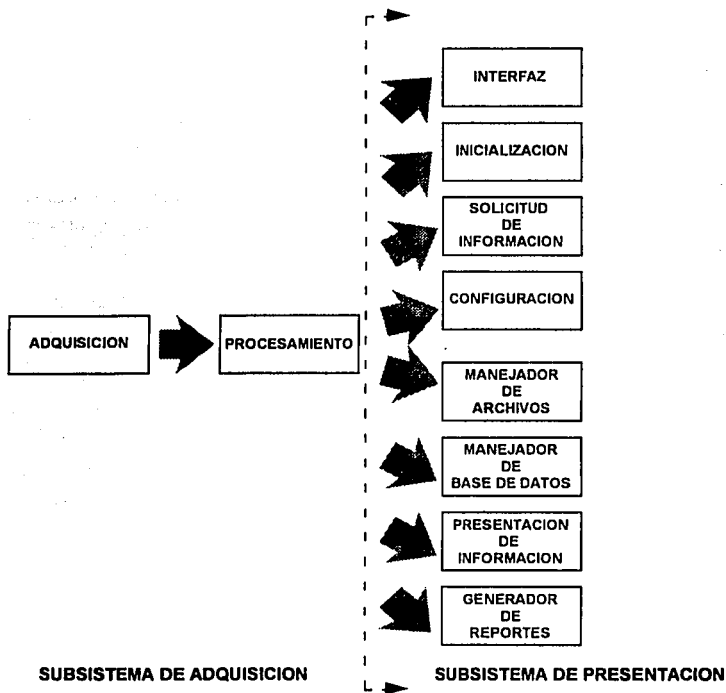 INTERFAZ
INICIALIZACION
SOLICITUD
DE
INFORMACION
CONFIGURACION
ADQUISICION
PROCESAMIENTO
MANEJADOR
DE
ARCHIVOS
MANEJADOR
DE
BASE DE DATOS
PRESENTACION
DE
INFORMACION
GENERADOR
DE
REPORTES
SUBSISTEMA DE ADQUISICION
SUBSISTEMA DE PRESENTACION